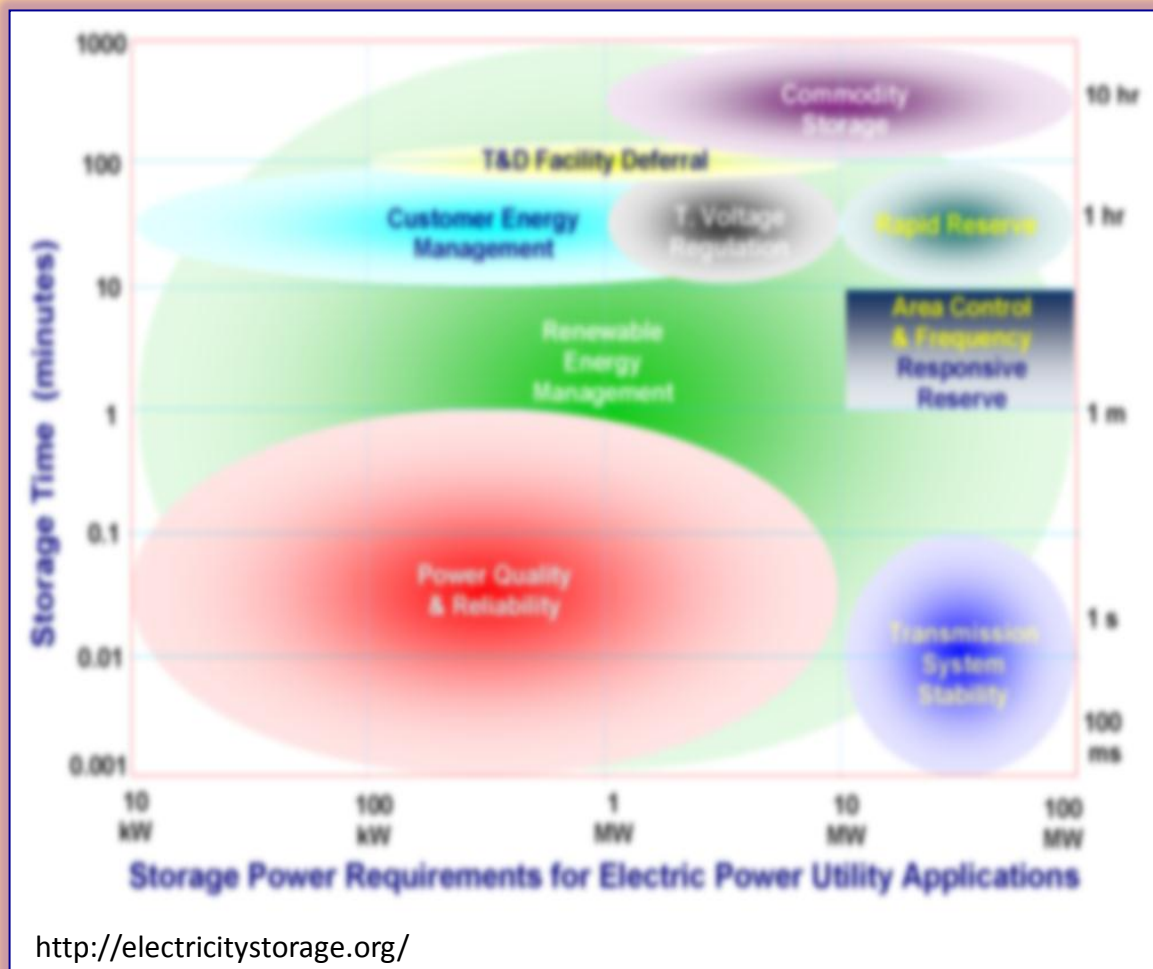 1000
Commodity
Storage
10 hr
T&D Facility Deferral
100
Customer Energy
Management
T. Voltage
Regulation
Rapid Reserve
1 hr
10
Renewable
Energy
Management
Area Control
& Frequency
Responsive
Reserve
1
1 m
0.1
Power Quality
& Reliability
1 s
Transmission
System
Stability
0.01
100
ms
0.001
Storage Time (minutes)
10
kW
100
kW
1
MW
10
MW
100
MW
Storage Power Requirements for Electric Power Utility Applications
http://electricitystorage.org/